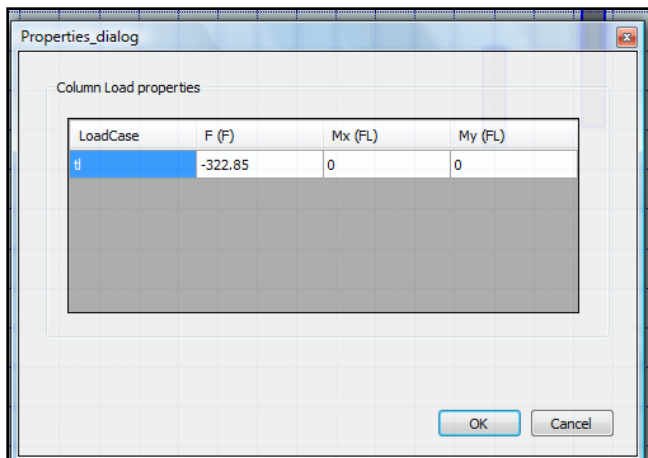 Properties_dialog
Column Load properties
LoadCase F (F) Mx (FL) My (FL)
tl -322.85 0 0
OK Cancel